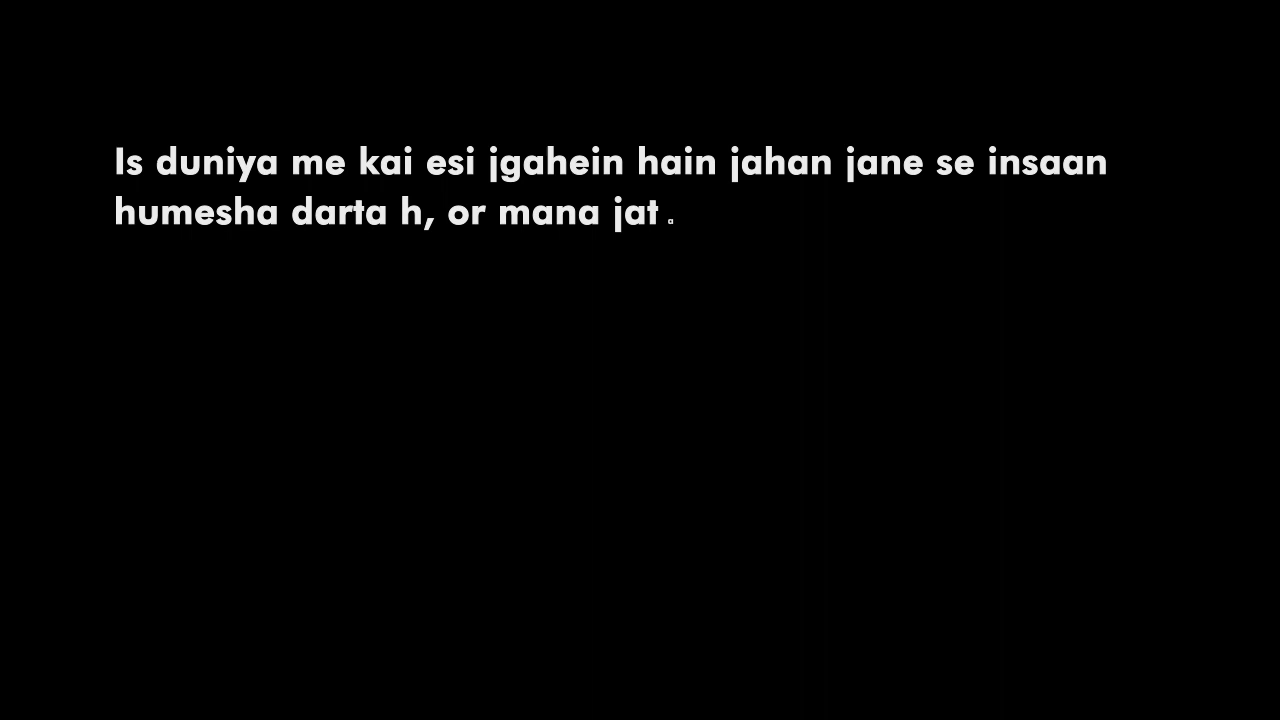 Is duniya me kai esi jgahein hain jahan jane se insaan
humesha darta h, or mana jat